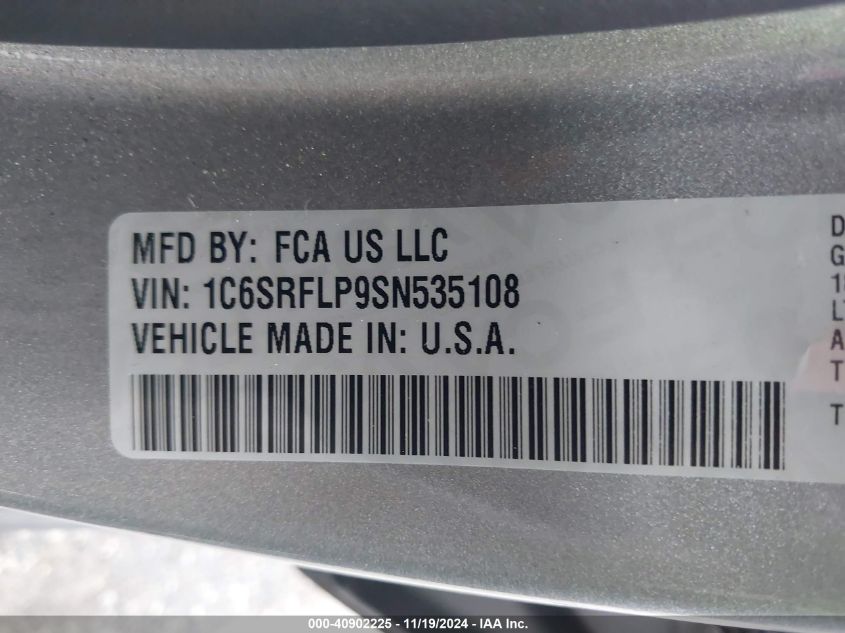 MFD BY: FCA US LLC
VIN: 1C6SRFLP9SN535108
VEHICLE MADE IN: U.S.A.
D
G
L
A
T
T
000-40902225 - 11/19/2024 - IAA Inc.